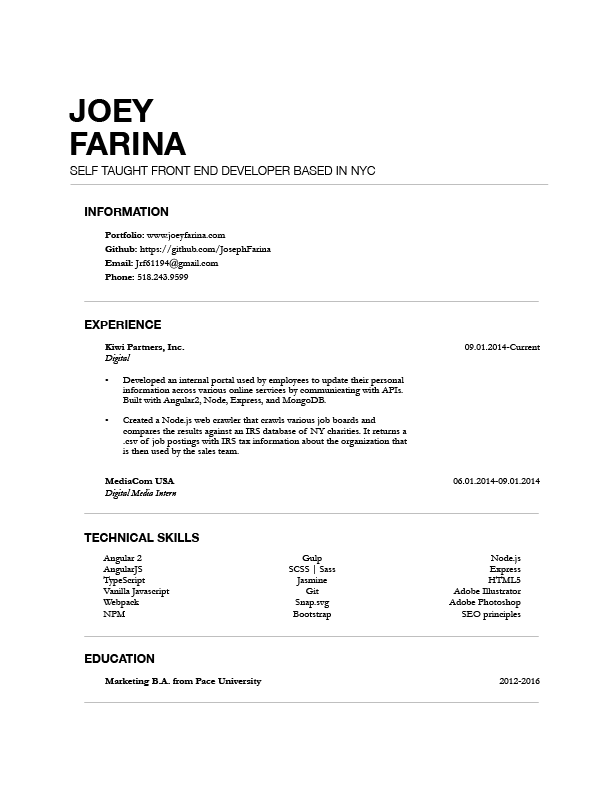 JOEY
FARINA
SELF TAUGHT FRONT END DEVELOPER BASED IN NYC
INFORMATION
Portfolio: www.joeyfarina.com
Github: https://github.com/JosephFarina
Email: Jrf61194@gmail.com
Phone: 518.243.9599
EXPERIENCE
Kiwi Partners, Inc. 09.01.2014-Current
Digital
• Developed an internal portal used by employees to update their personal
information across various online services by communicating with APIs.
Built with Angular2, Node, Express, and MongoDB.
• Created a Node.js web crawler that crawls various job boards and
compares the results against an IRS database of NY charities. It returns a
.csv of job postings with IRS tax information about the organization that
is then used by the sales team.
MediaCom USA 06.01.2014-09.01.2014
Digital Media Intern
TECHNICAL SKILLS
Angular 2 Gulp Node.js
AngularJS SCSS | Sass Express
TypeScript Jasmine HTML5
Vanilla Javascript Git Adobe Illustrator
Webpack Snap.svg Adobe Photoshop
NPM Bootstrap SEO principles
EDUCATION
Marketing B.A. from Pace University 2012-2016